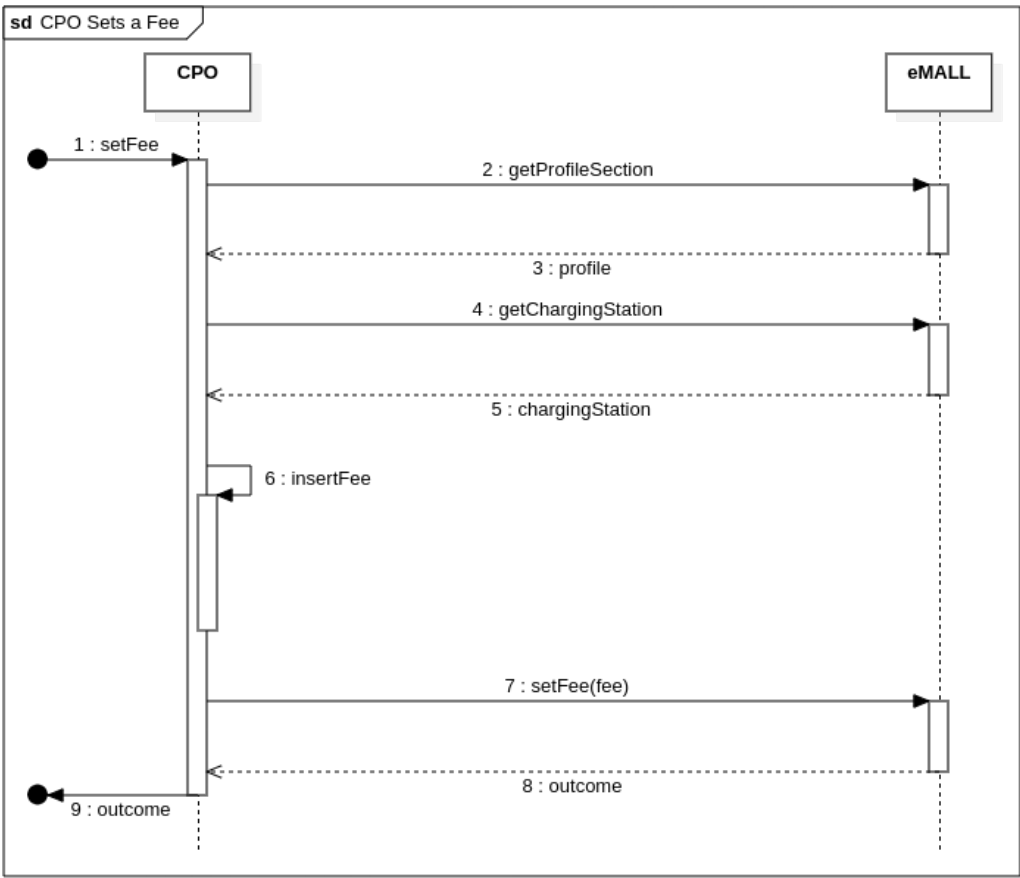 sd CPO Sets a Fee
CPO
eMALL
1 : setFee
2 : getProfileSection
3 : profile
4 : getChargingStation
5 : chargingStation
6 : insertFee
7 : setFee(fee)
8 : outcome
9 : outcome